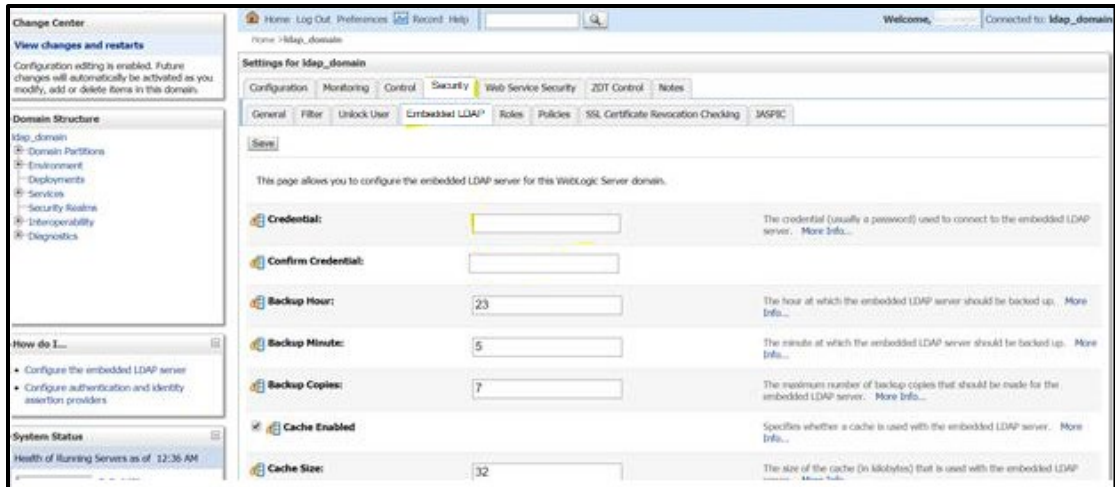 Change Center
View changes and restarts
Configuration editing is enabled. Future
changes will automatically be activated as you
modify, add or delete items in this domain.
Domain Structure
ldap_domain
Domain Partitions
Environment
Deployments
Services
Security Realms
Interoperability
Diagnostics
How do I...
Configure the embedded LDAP server
Configure authentication and identity
assertion providers
System Status
Health of Running Servers as of 12:36 AM
Home Log Out Preferences Record Help
Welcome,
Connected to: ldap_domain
Home >ldap_domain
Settings for ldap_domain
Configuration Monitoring Control Security Web Service Security ZDT Control Notes
General Filter Unlock User Embedded LDAP Roles Policies SSL Certificate Revocation Checking JASPIC
Save
This page allows you to configure the embedded LDAP server for this WebLogic Server domain.
Credential:
The credential (usually a password) used to connect to the embedded LDAP
server. More Info...
Confirm Credential:
Backup Hour:
23
The hour at which the embedded LDAP server should be backed up. More
Info...
Backup Minute:
5
The minute at which the embedded LDAP server should be backed up. More
Info...
Backup Copies:
7
The maximum number of backup copies that should be made for the
embedded LDAP server. More Info...
Cache Enabled
Specifies whether a cache is used with the embedded LDAP server. More
Info...
Cache Size:
32
The size of the cache (in kilobytes) that is used with the embedded LDAP
server. More Info...